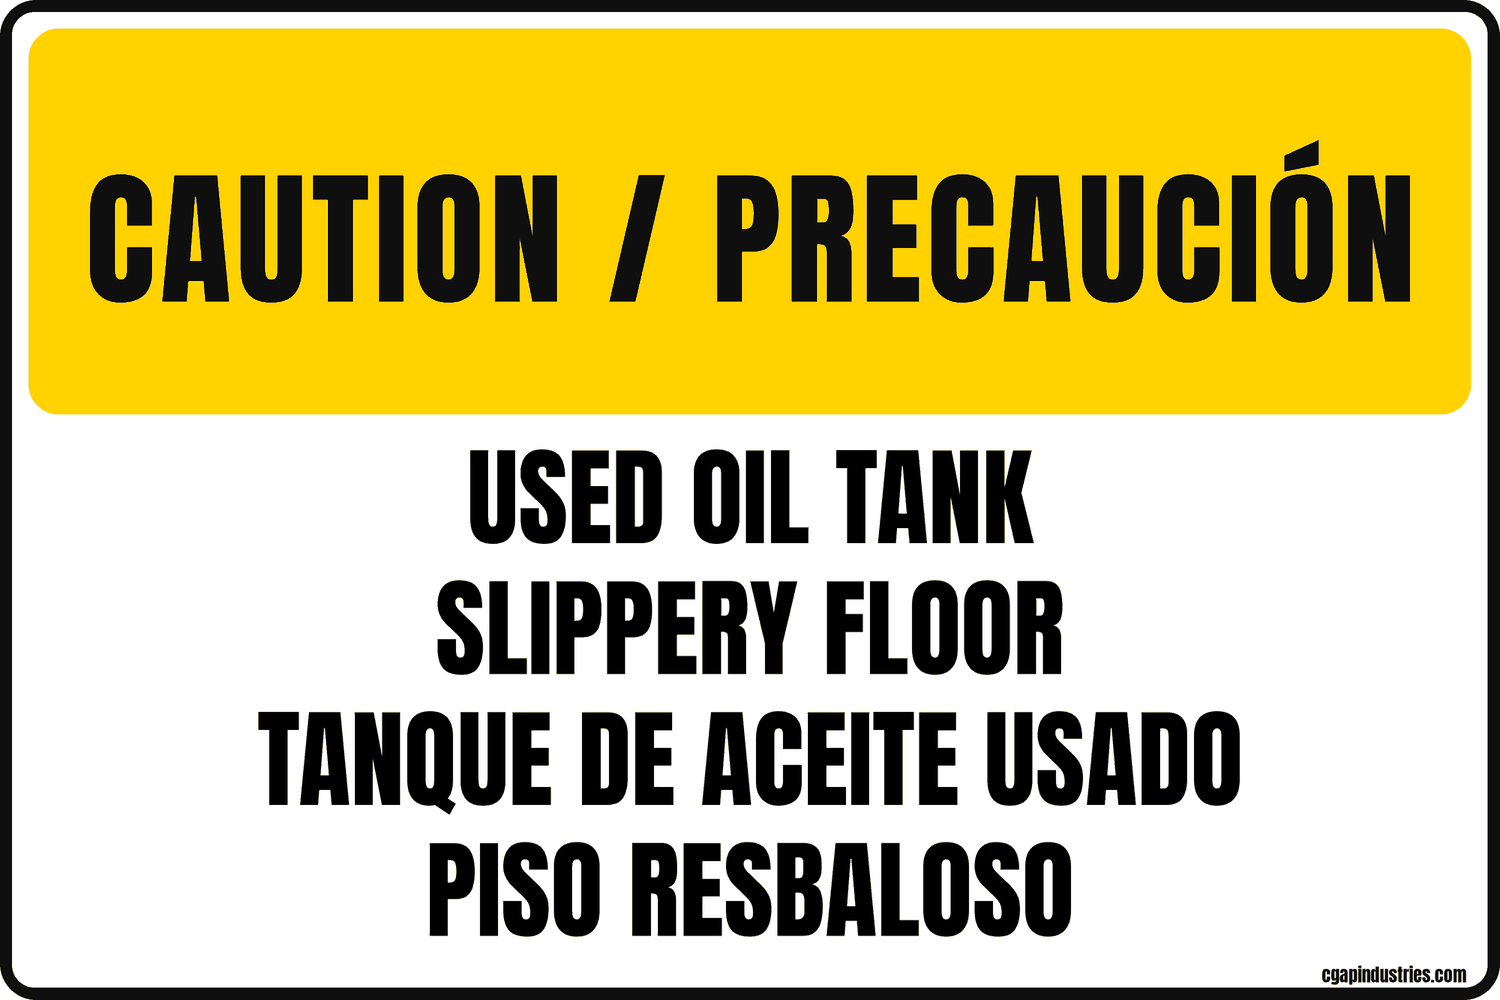 CAUTION / PRECAUCIÓN
USED OIL TANK
SLIPPERY FLOOR
TANQUE DE ACEITE USADO
PISO RESBALOSO
cgapindustries.com